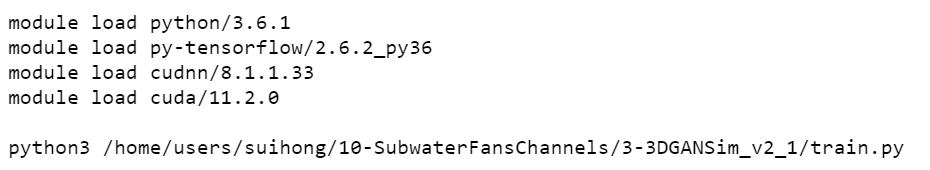 module load python/3.6.1
module load py-tensorflow/2.6.2_py36
module load cudnn/8.1.1.33
module load cuda/11.2.0
python3 /home/users/suihong/10-SubwaterFansChannels/3-3DGANSim_v2_1/train.py